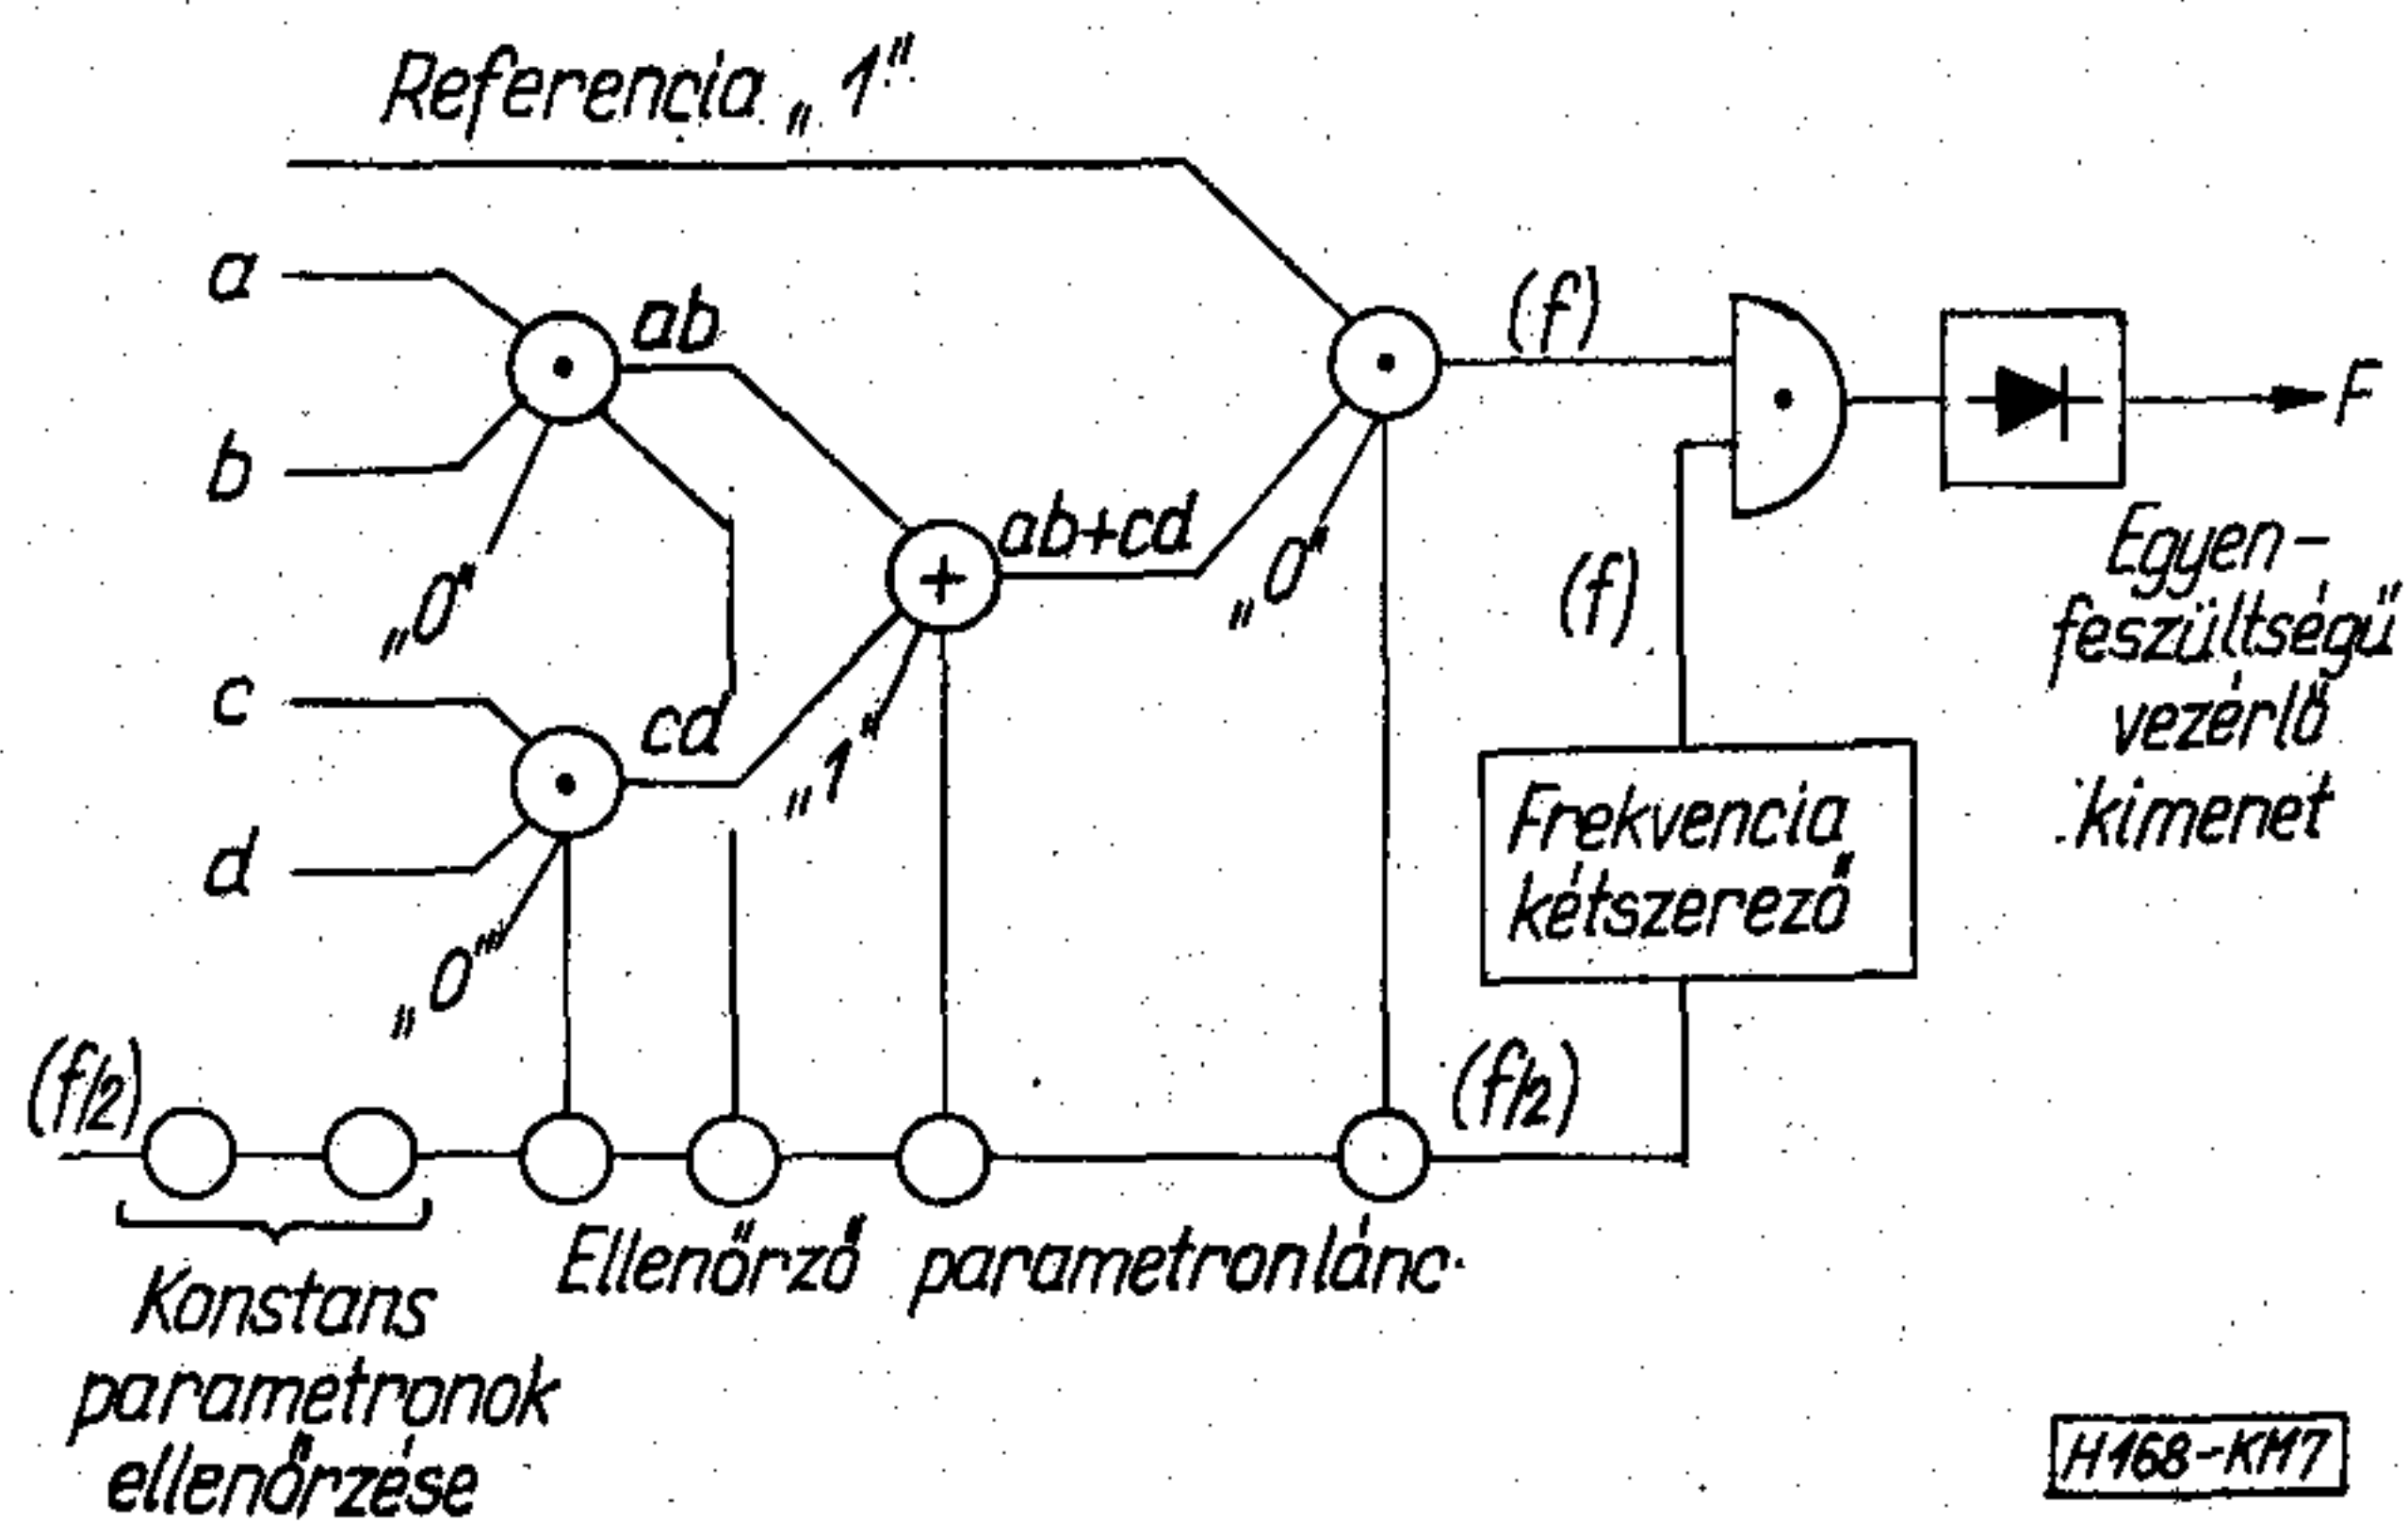 Referencia „1"
a
ab
(f)
F
b
„0"
ab+cd
„0"
(f)
Egyen-
feszültségű
vezérlő
kimenet
c
cd
„1"
d
„0"
Frekvencia
kétszerező
(f/2)
(f/2)
Ellenőrző parametronlánc
Konstans
parametronok
ellenőrzése
H168-KM7